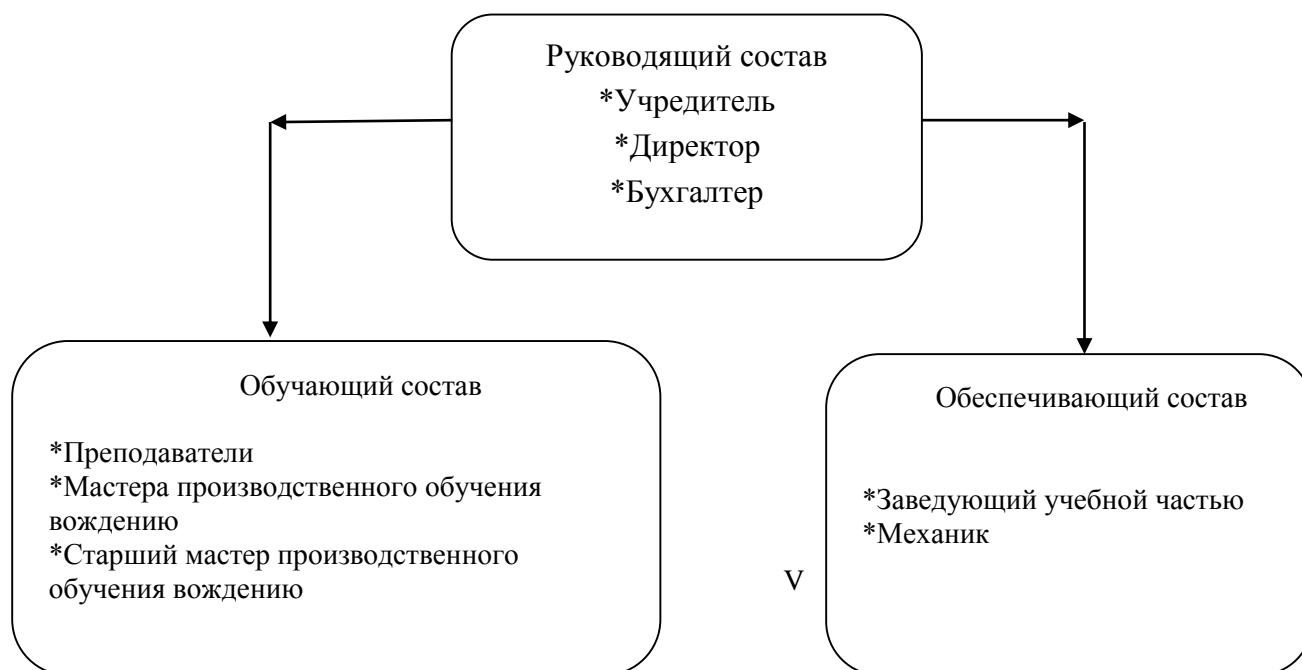 Руководящий состав
*Учредитель
*Директор
*Бухгалтер
Обучающий состав
*Преподаватели
*Мастера производственного обучения
вождению
*Старший мастер производственного
обучения вождению
Обеспечивающий состав
*Заведующий учебной частью
*Механик
V